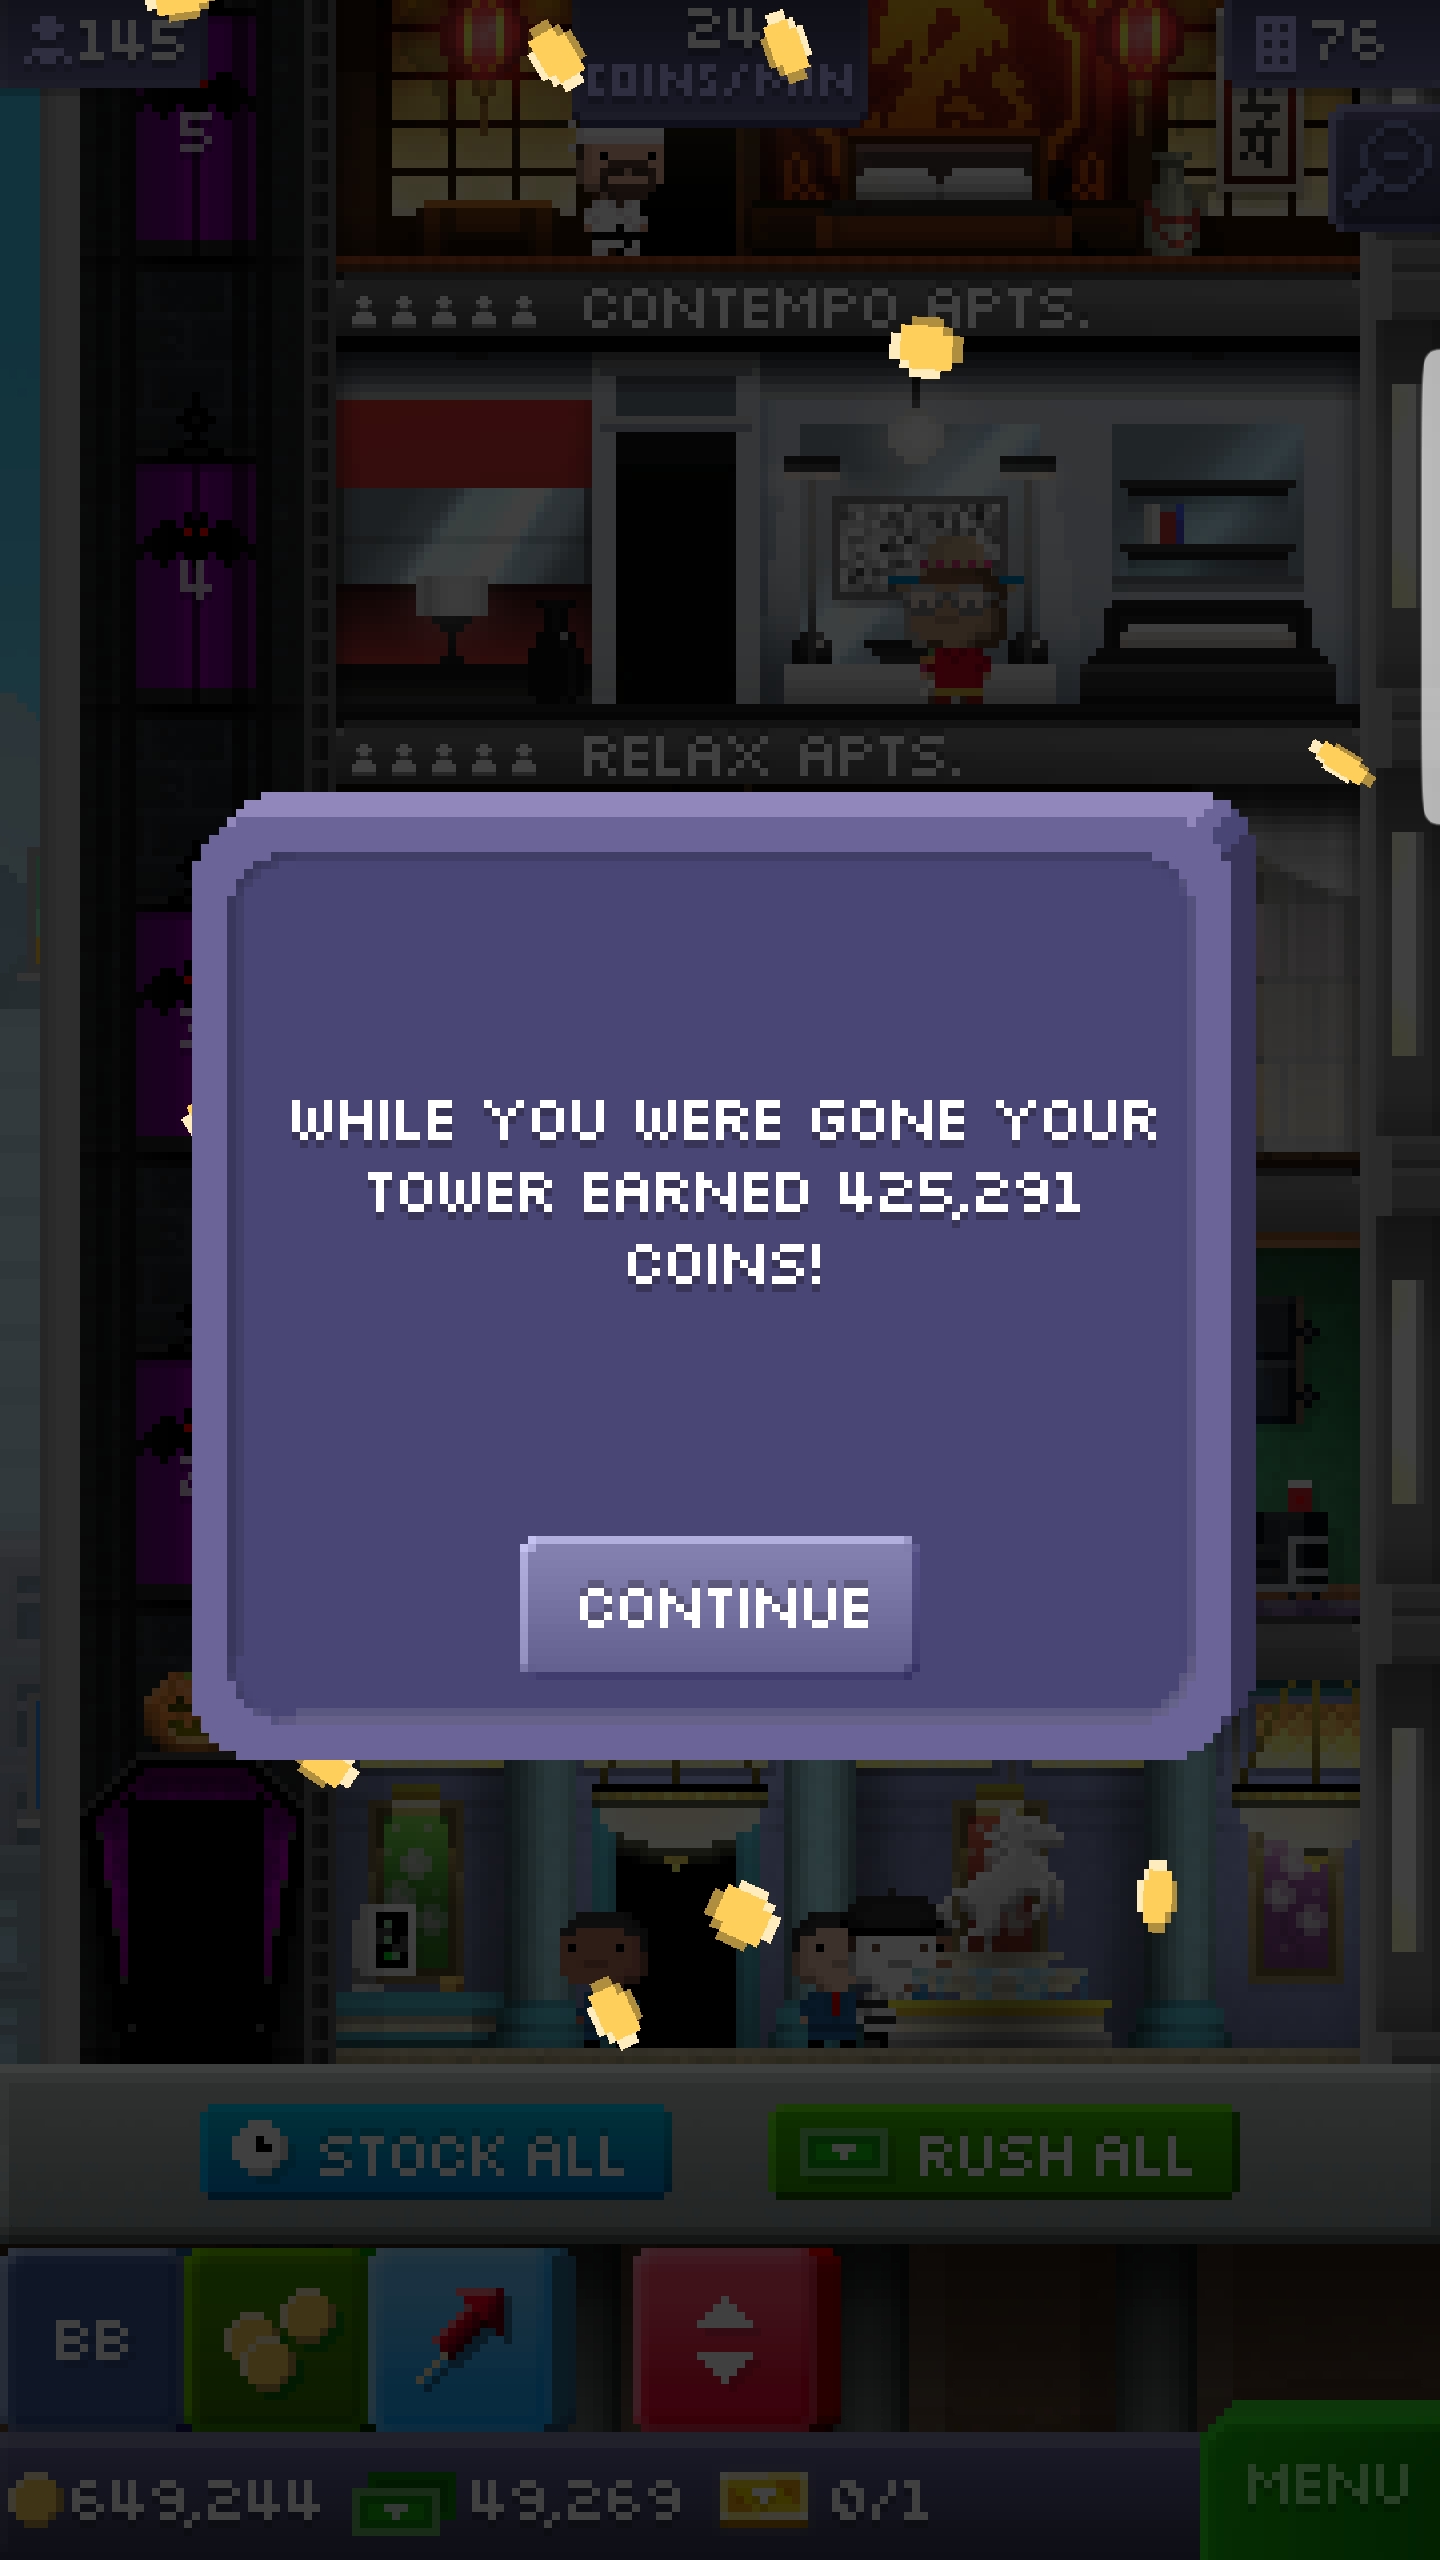 145
24
COINS/MIN
76
5
CONTEMPO APTS.
4
RELAX APTS.
WHILE YOU WERE GONE YOUR
TOWER EARNED 425,291
COINS!
CONTINUE
STOCK ALL
RUSH ALL
BB
649,244
49,269
0/1
MENU